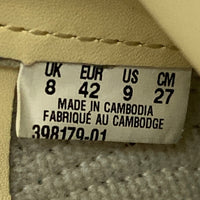 UK EUR US CM
8 42 9 27
MADE IN CAMBODIA
FABRIQUÉ AU CAMBODGE
398179-01